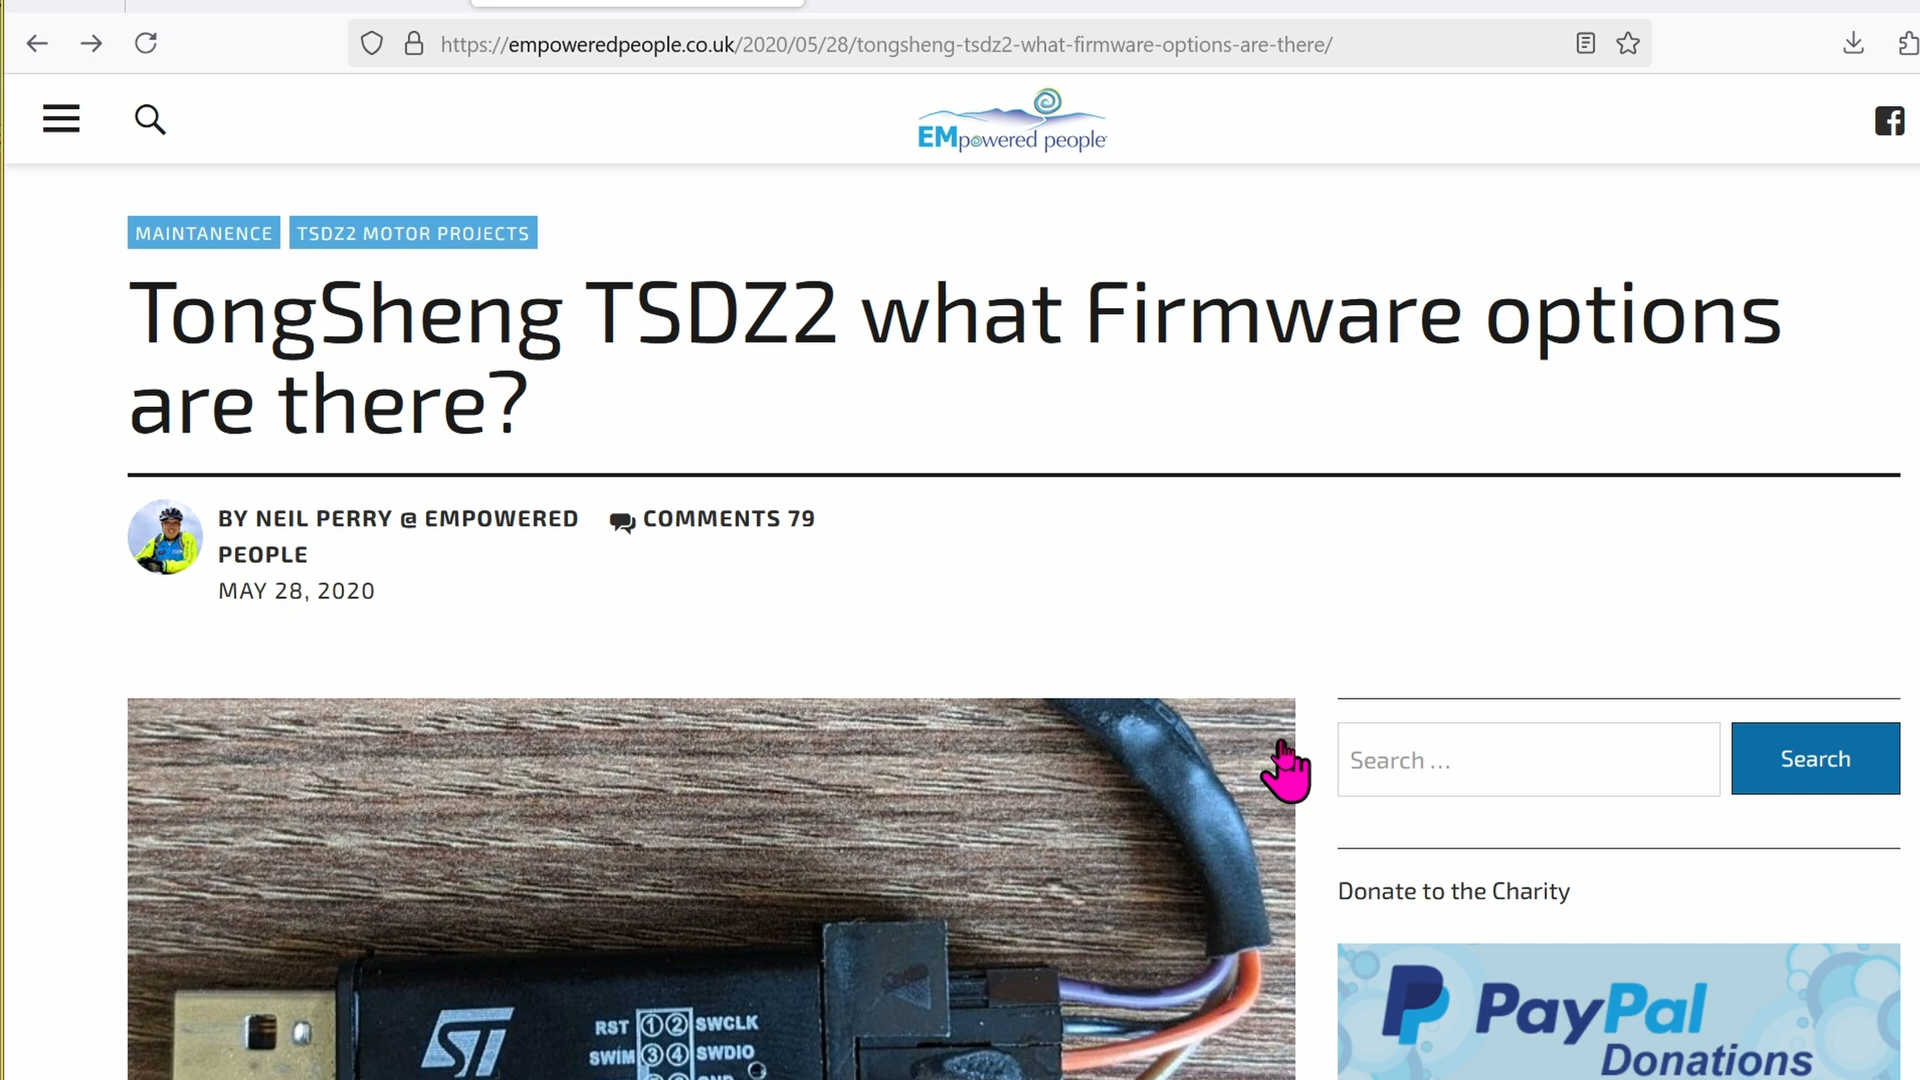 https://empoweredpeople.co.uk/2020/05/28/tongsheng-tsdz2-what-firmware-options-are-there/
EMpowered people
MAINTANENCE
TSDZ2 MOTOR PROJECTS
TongSheng TSDZ2 what Firmware options
are there?
BY NEIL PERRY @ EMPOWERED
PEOPLE
COMMENTS 79
MAY 28, 2020
Search ...
Search
Donate to the Charity
PayPal
Donations
ST
RST 1 2 SWCLK
SWIM 3 4 SWDIO